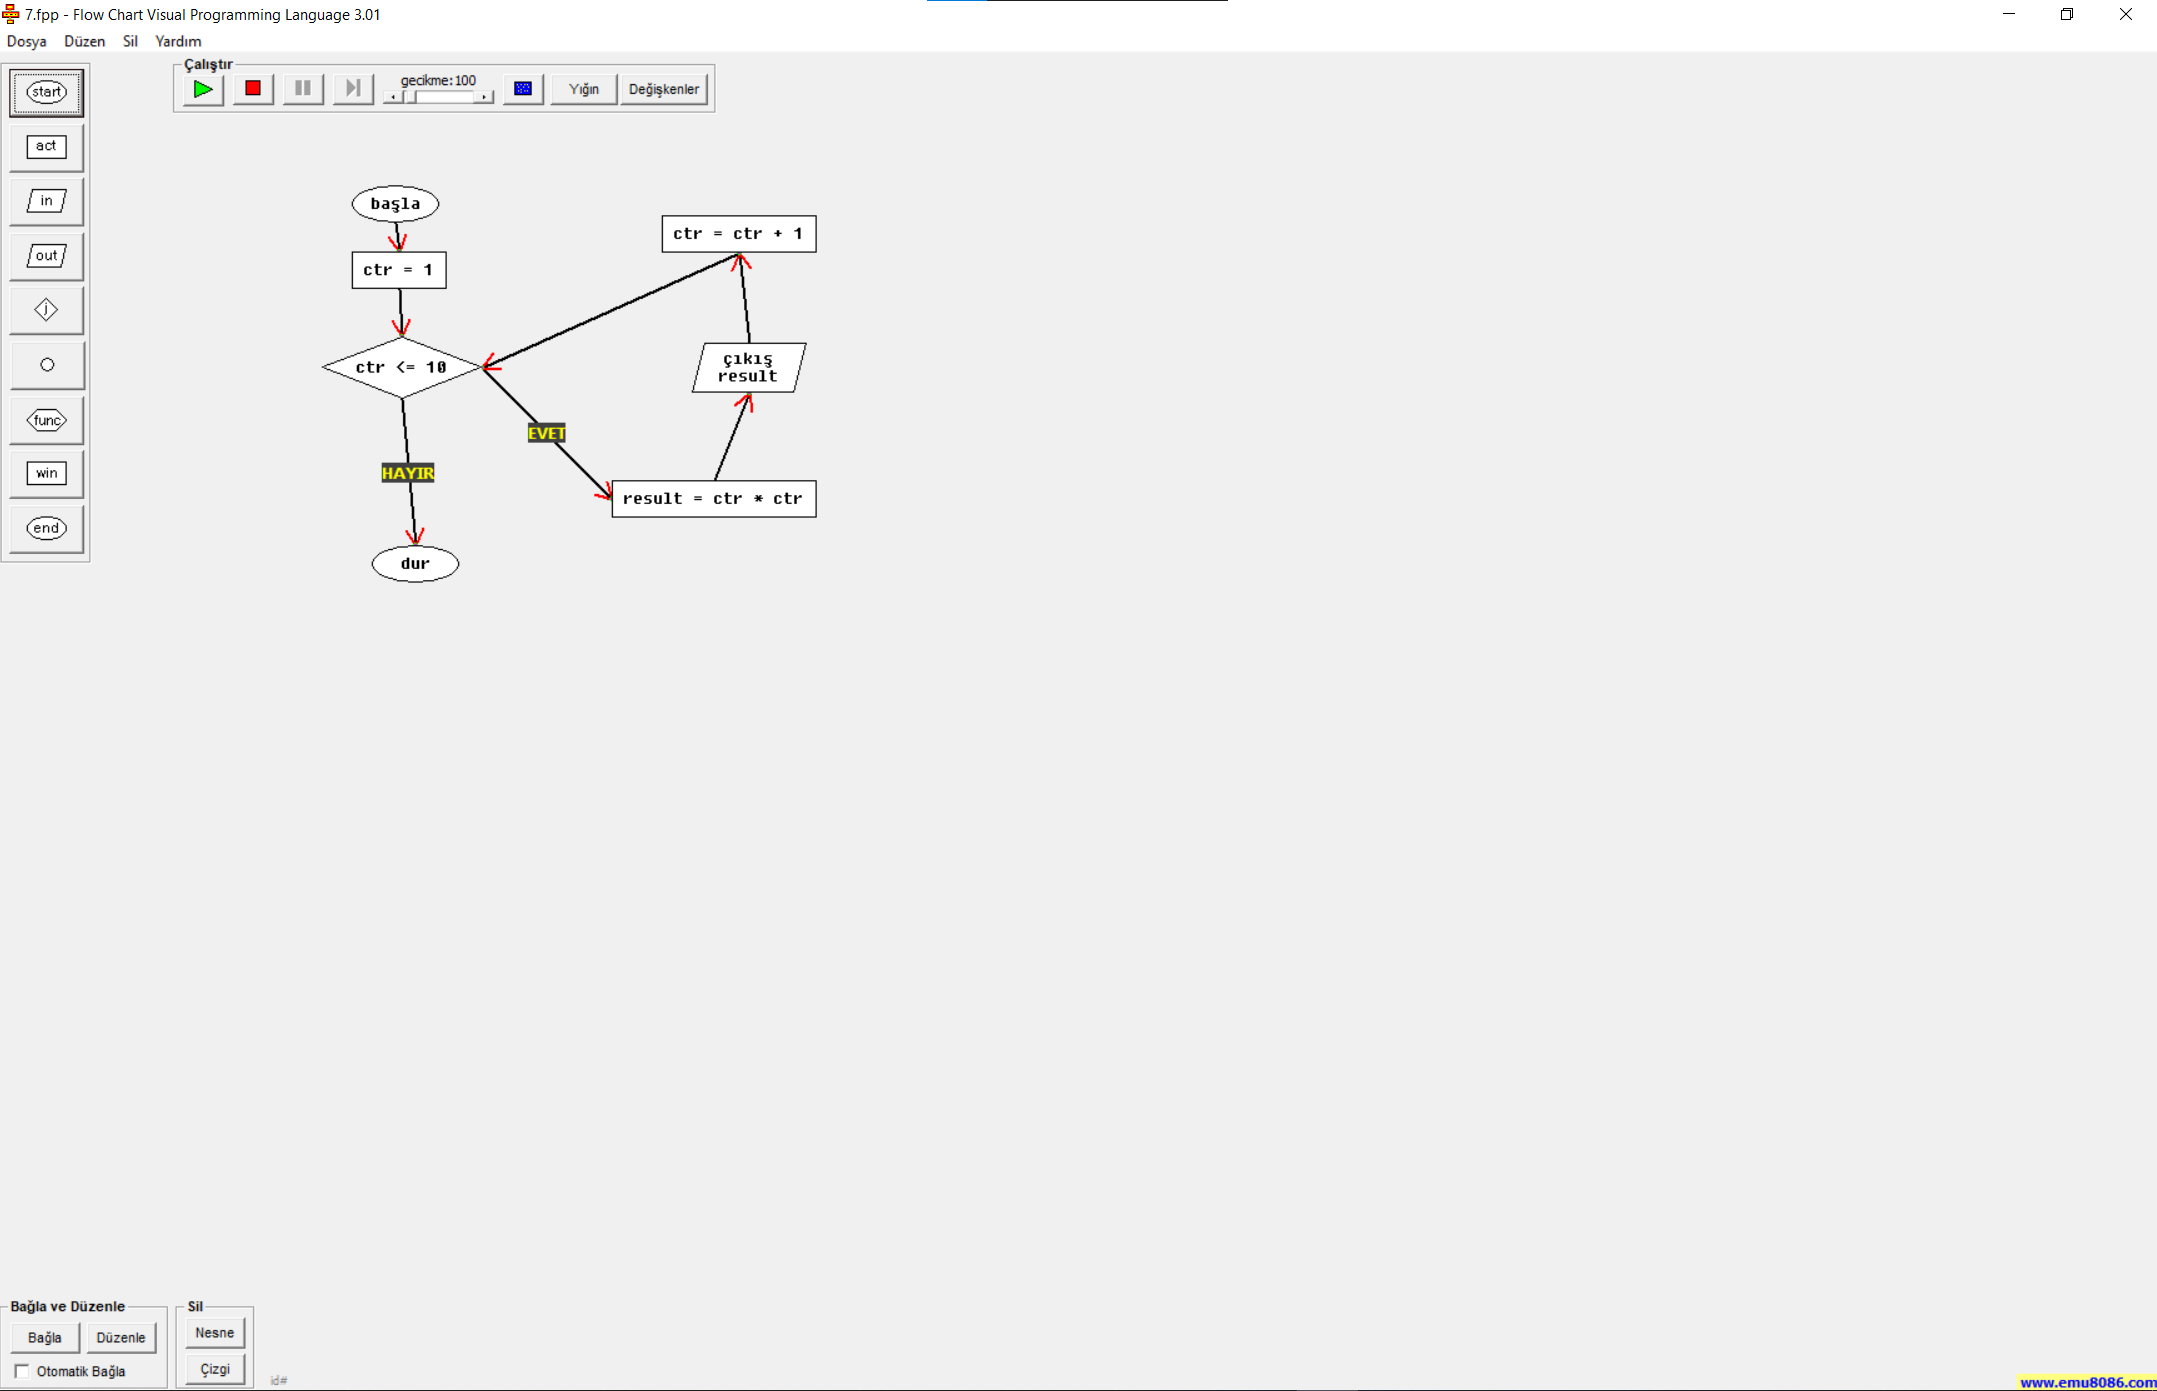 7.fpp - Flow Chart Visual Programming Language 3.01
Dosya Düzen Sil Yardım
Çalıştır
gecikme:100
Yığın
Değişkenler
start
act
in
out
j
func
win
end
başla
ctr = 1
ctr <= 10
HAYIR
dur
EVET
result = ctr * ctr
çıkış
result
ctr = ctr + 1
Bağla ve Düzenle
Bağla
Düzenle
Otomatik Bağla
Sil
Nesne
Çizgi
id#
www.emu8086.com